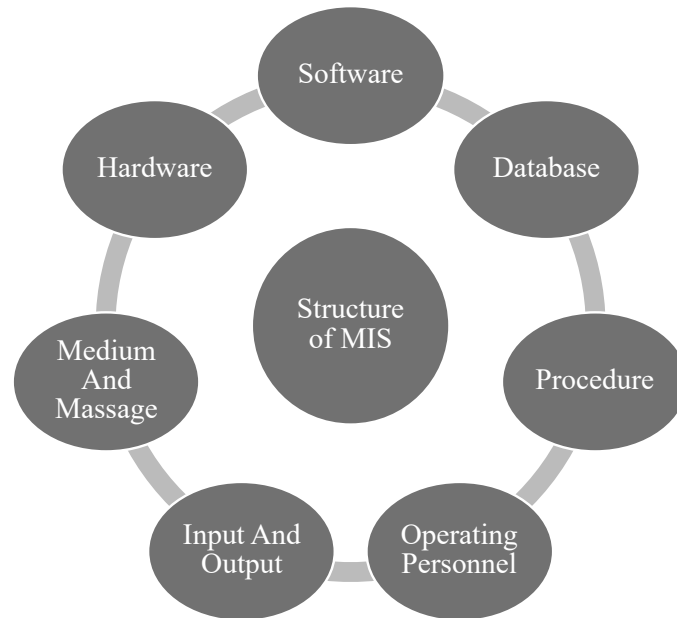 Software
Database
Procedure
Operating
Personnel
Input And
Output
Medium
And
Massage
Hardware
Structure
of MIS